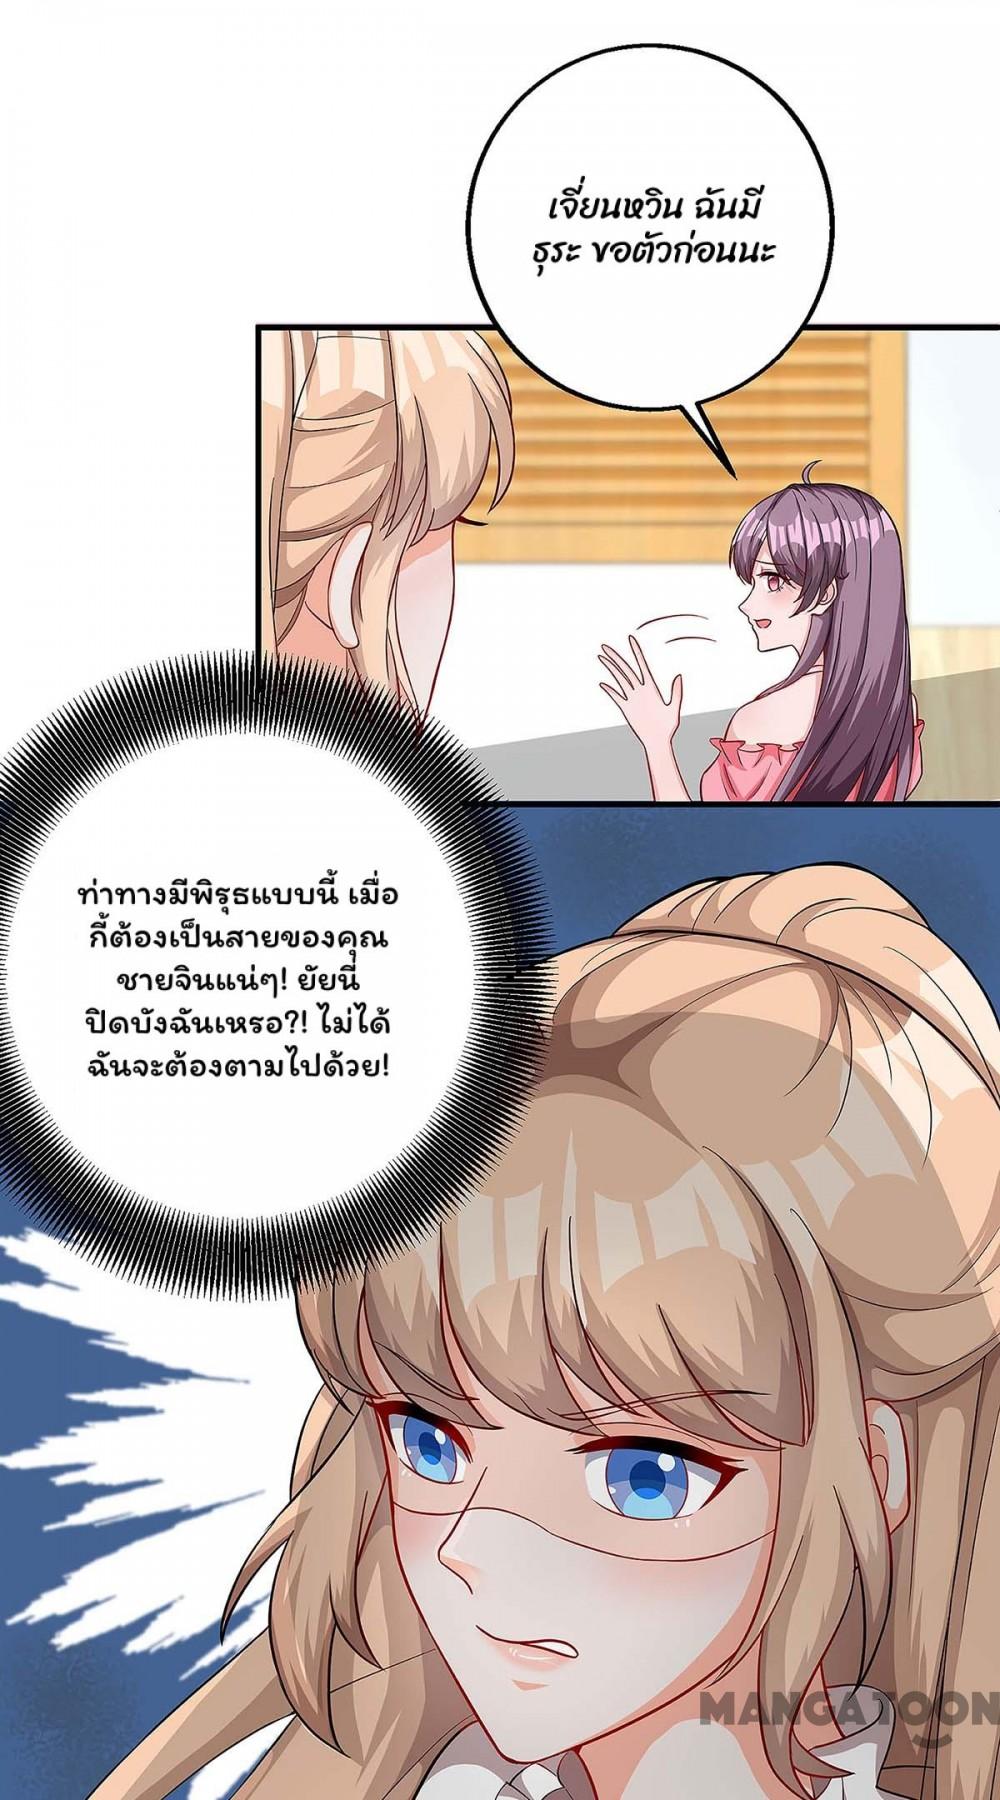 เจี่ยนหวิน ฉันมี
ธุระ ขอตัวก่อนนะ
ท่าทางมีพิรุธแบบนี้ เมื่อ
กี้ต้องเป็นสายของคุณ
ชายจินแน่ๆ! ยัยนี่
ปิดบังฉันเหรอ?! ไม่ได้
ฉันจะต้องตามไปด้วย!
MANGATOON